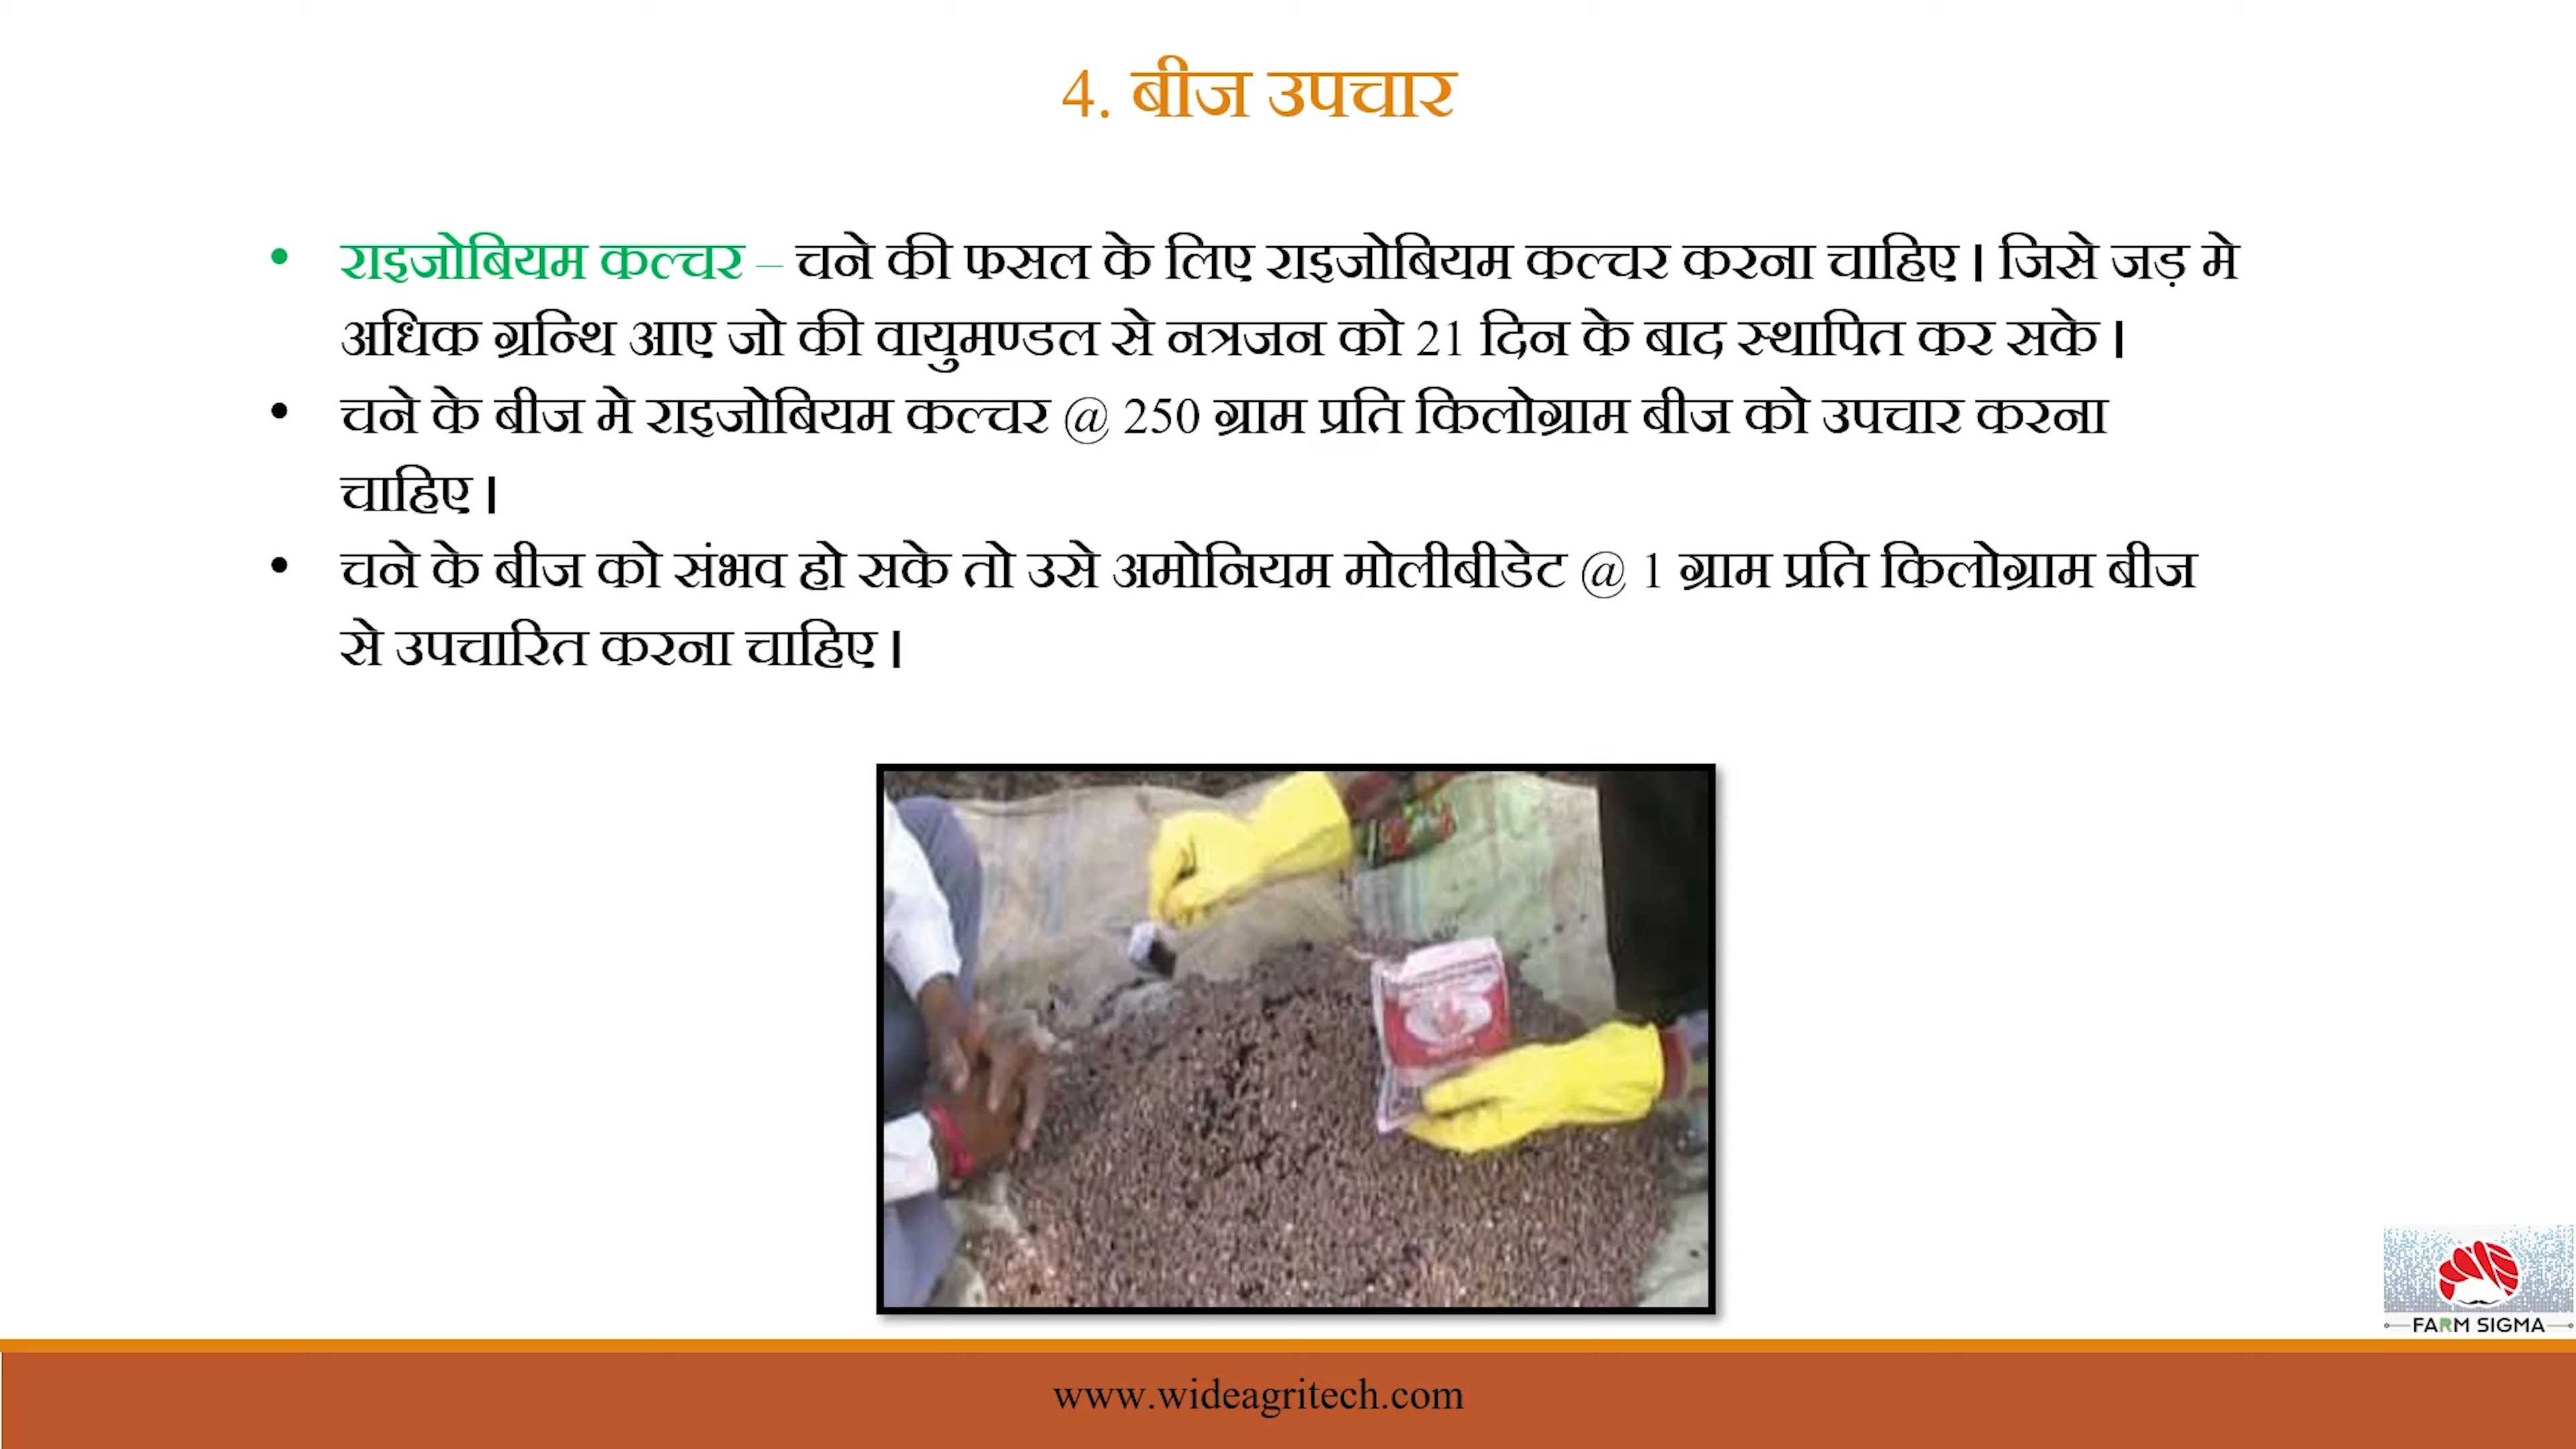 4. बीज उपचार
• राइजोबियम कल्चर – चने की फसल के लिए राइजोबियम कल्चर करना चाहिए । जिसे जड़ मे
अधिक ग्रन्थि आए जो की वायुमण्डल से नत्रजन को 21 दिन के बाद स्थापित कर सके ।
• चने के बीज मे राइजोबियम कल्चर @ 250 ग्राम प्रति किलोग्राम बीज को उपचार करना
चाहिए ।
• चने के बीज को संभव हो सके तो उसे अमोनियम मोलीबीडेट @ 1 ग्राम प्रति किलोग्राम बीज
से उपचारित करना चाहिए ।
FARM SIGMA
www.wideagritech.com